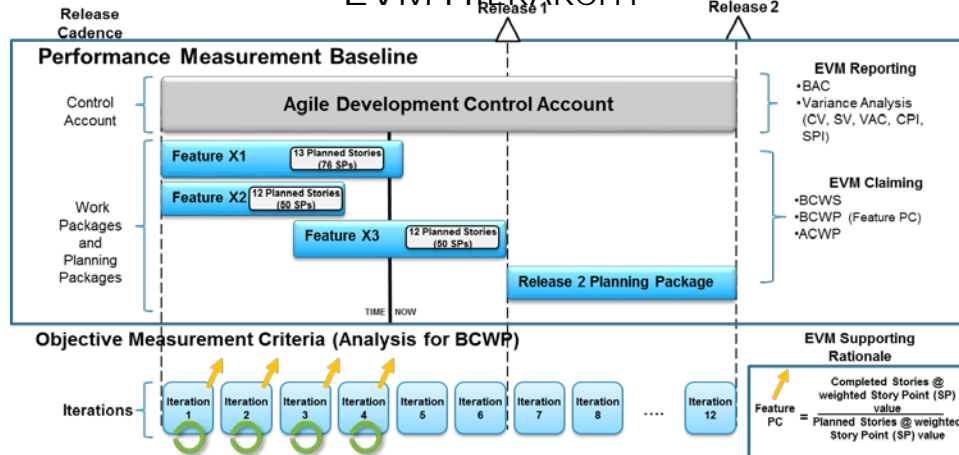 EVM HIERARCHY
Release
Cadence
Release 1
Release 2
Performance Measurement Baseline
Control
Account
Agile Development Control Account
EVM Reporting
•BAC
•Variance Analysis
(CV, SV, VAC, CPI,
SPI)
Work
Packages
and
Planning
Packages
Feature X1
13 Planned Stories
(76 SPs)
Feature X2
12 Planned Stories
(50 SPs)
Feature X3
12 Planned Stories
(50 SPs)
Release 2 Planning Package
EVM Claiming
•BCWS
•BCWP (Feature PC)
•ACWP
TIME NOW
Objective Measurement Criteria (Analysis for BCWP)
Iterations
Iteration
1
Iteration
2
Iteration
3
Iteration
4
Iteration
5
Iteration
6
Iteration
7
Iteration
8
....
Iteration
12
EVM Supporting
Rationale
Feature
PC
=
Completed Stories @
weighted Story Point (SP)
value
Planned Stories @ weighted
Story Point (SP) value